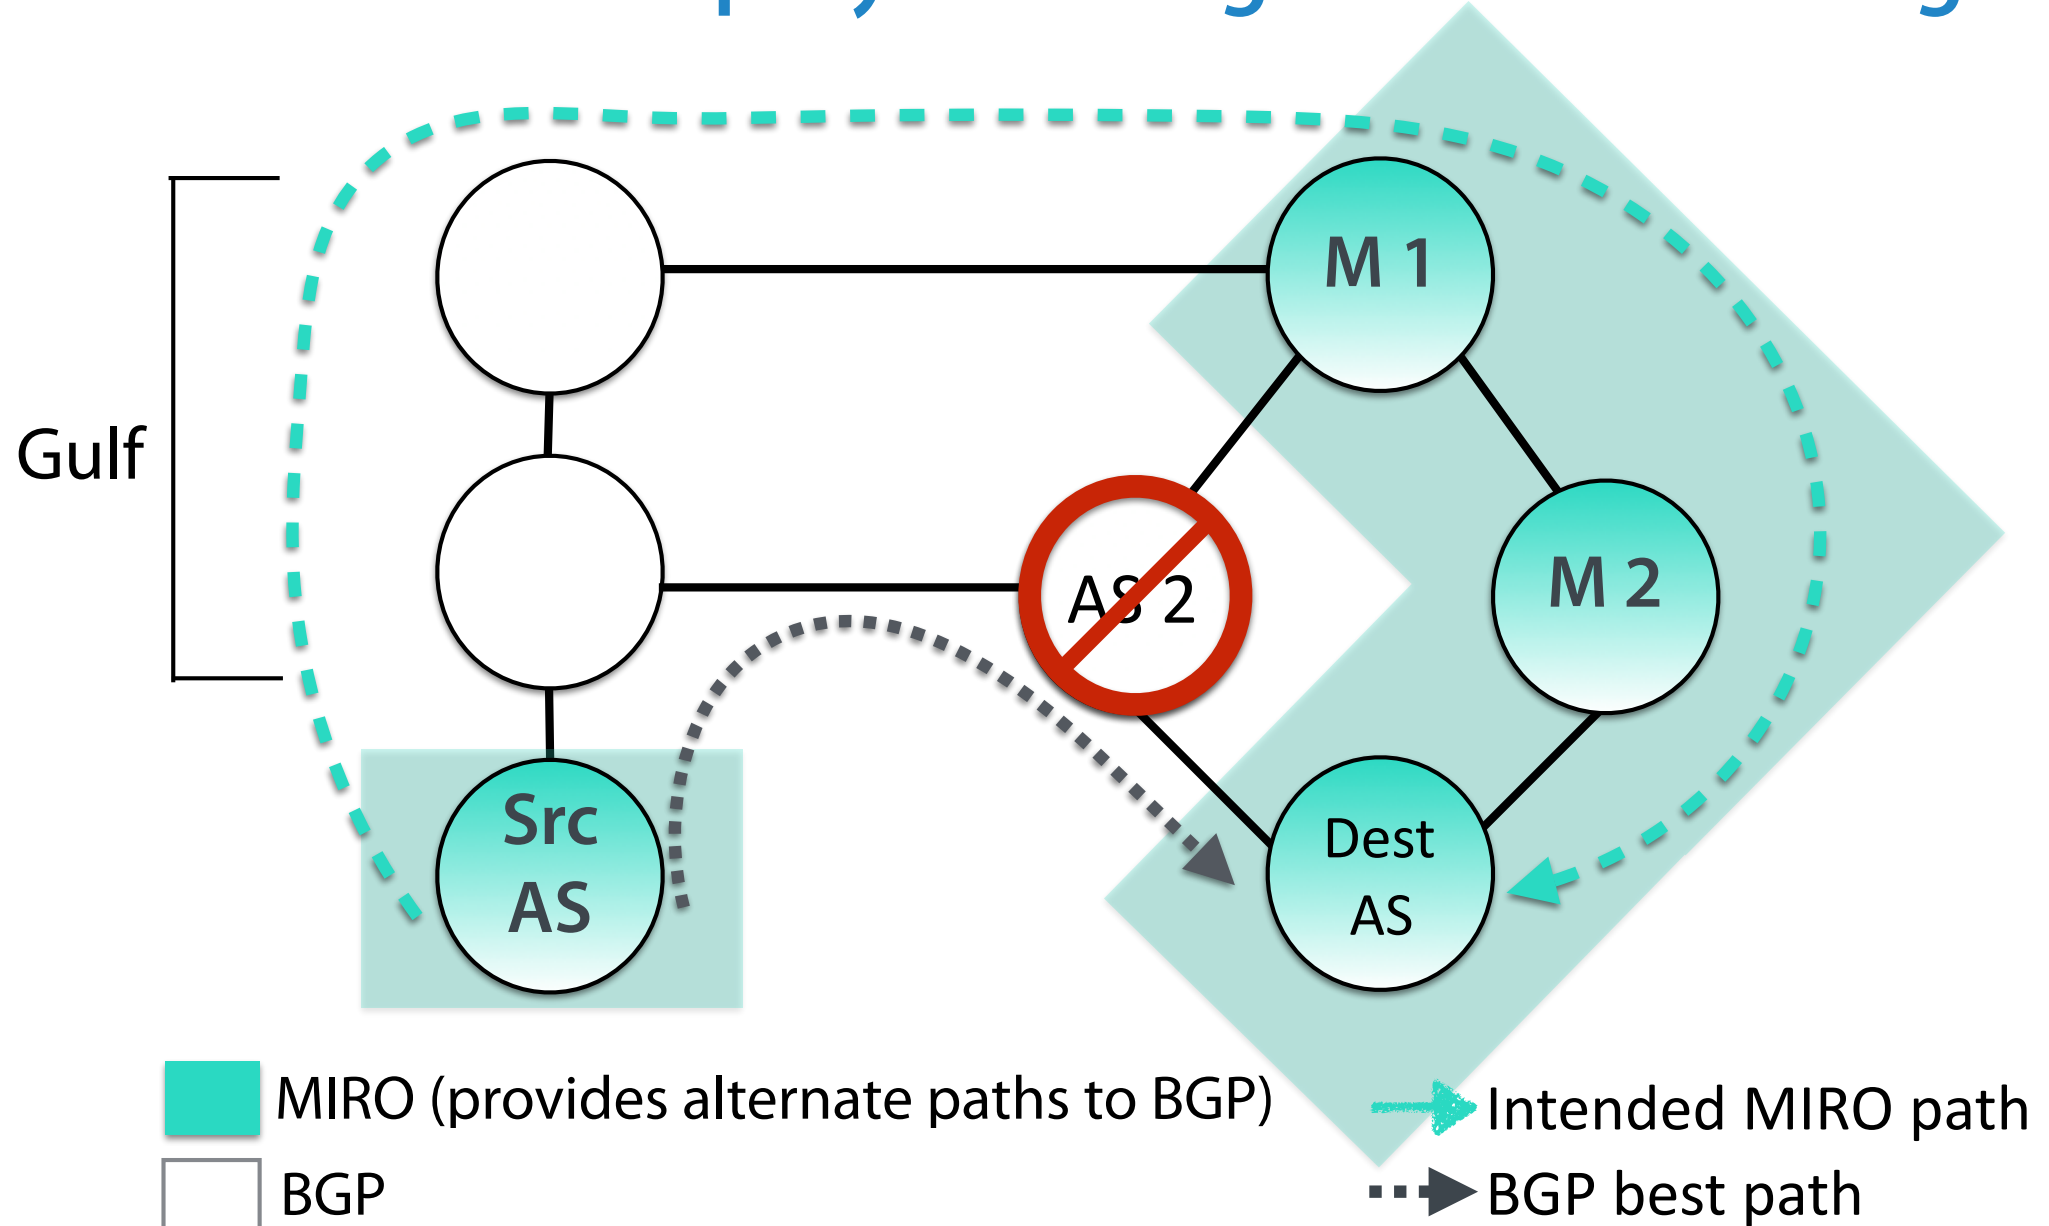 M 1
Gulf
M 2
AS 2
Src
AS
Dest
AS
MIRO (provides alternate paths to BGP)
Intended MIRO path
BGP
BGP best path